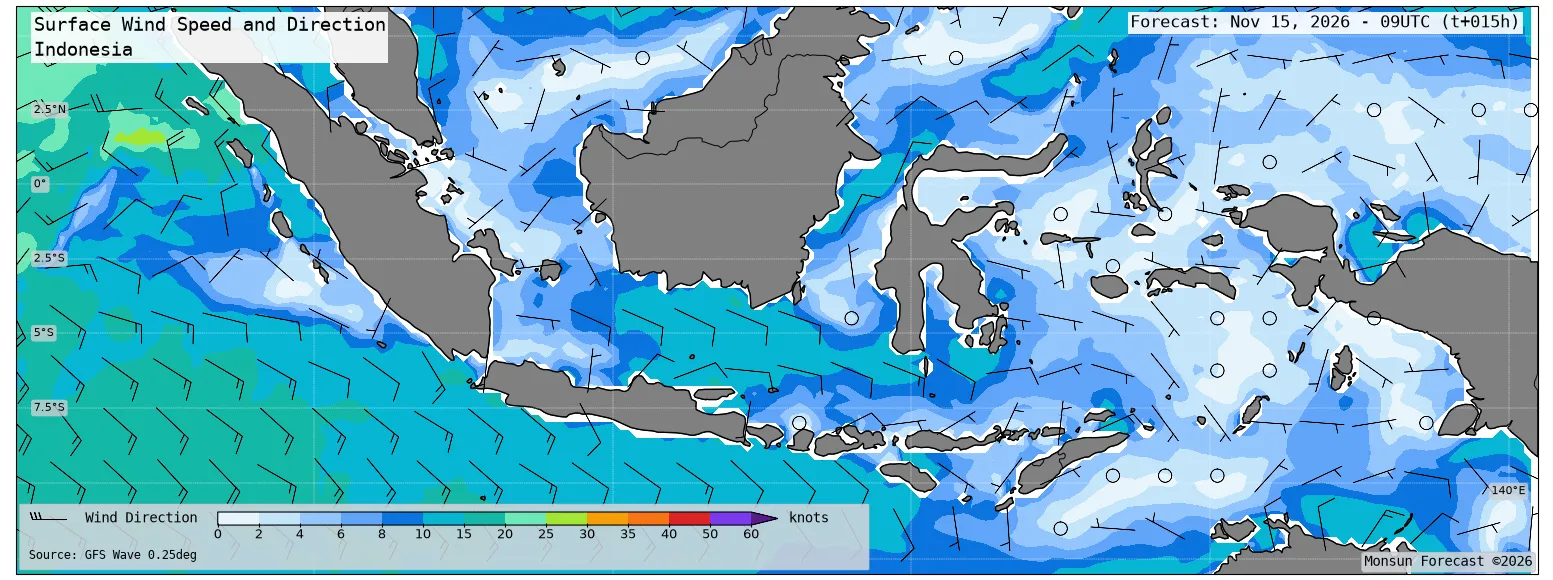 Surface Wind Speed and Direction
Indonesia
Forecast: Nov 15, 2026 - 09UTC (t+015h)
2.5°N
0°
2.5°S
5°S
7.5°S
140°E
Wind Direction
knots
0 2 4 6 8 10 15 20 25 30 35 40 50 60
Source: GFS Wave 0.25deg
Monsun Forecast ©2026